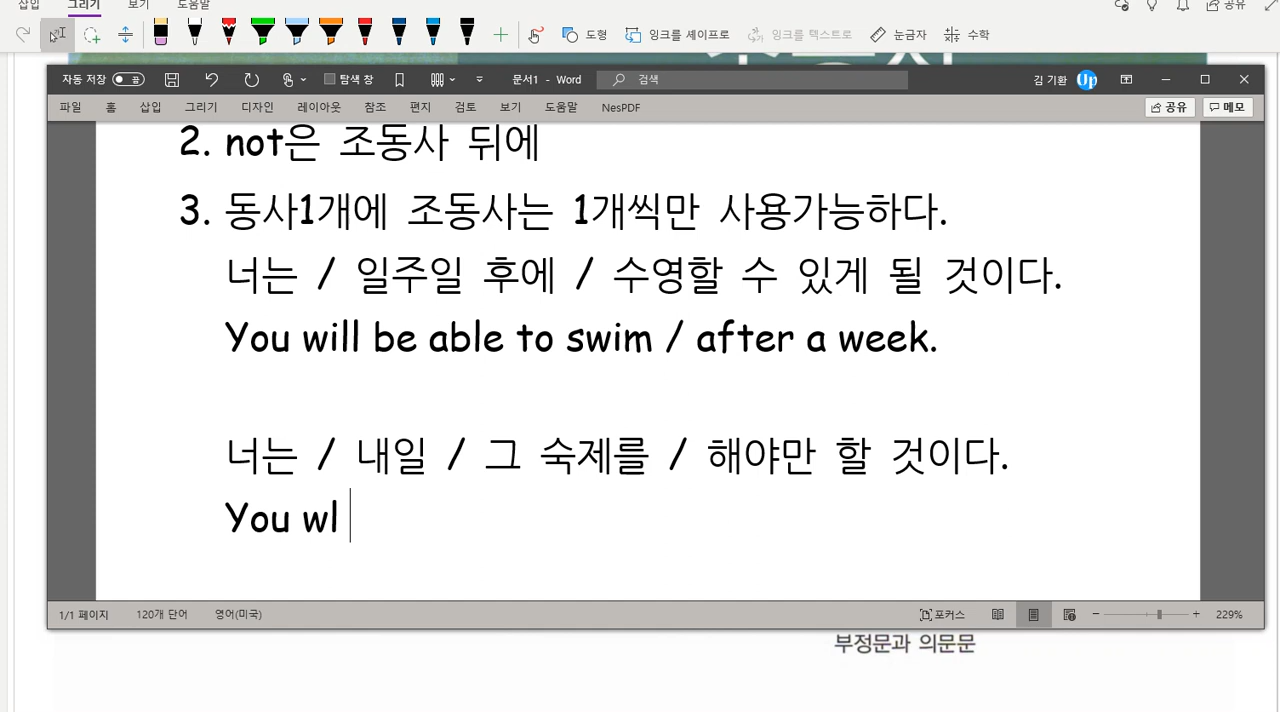 삽입 그리기 보기 도움말 공유
도형 잉크를 셰이프로 잉크를 텍스트로 눈금자 수학
자동 저장 끔 탐색 창 문서1 - Word 검색 김 기환
파일 홈 삽입 그리기 디자인 레이아웃 참조 편지 검토 보기 도움말 NesPDF 공유 메모
2. not은 조동사 뒤에
3. 동사1개에 조동사는 1개씩만 사용가능하다.
너는 / 일주일 후에 / 수영할 수 있게 될 것이다.
You will be able to swim / after a week.
너는 / 내일 / 그 숙제를 / 해야만 할 것이다.
You wl
1/1 페이지 120개 단어 영어(미국) 포커스 229%
부정문과 의문문